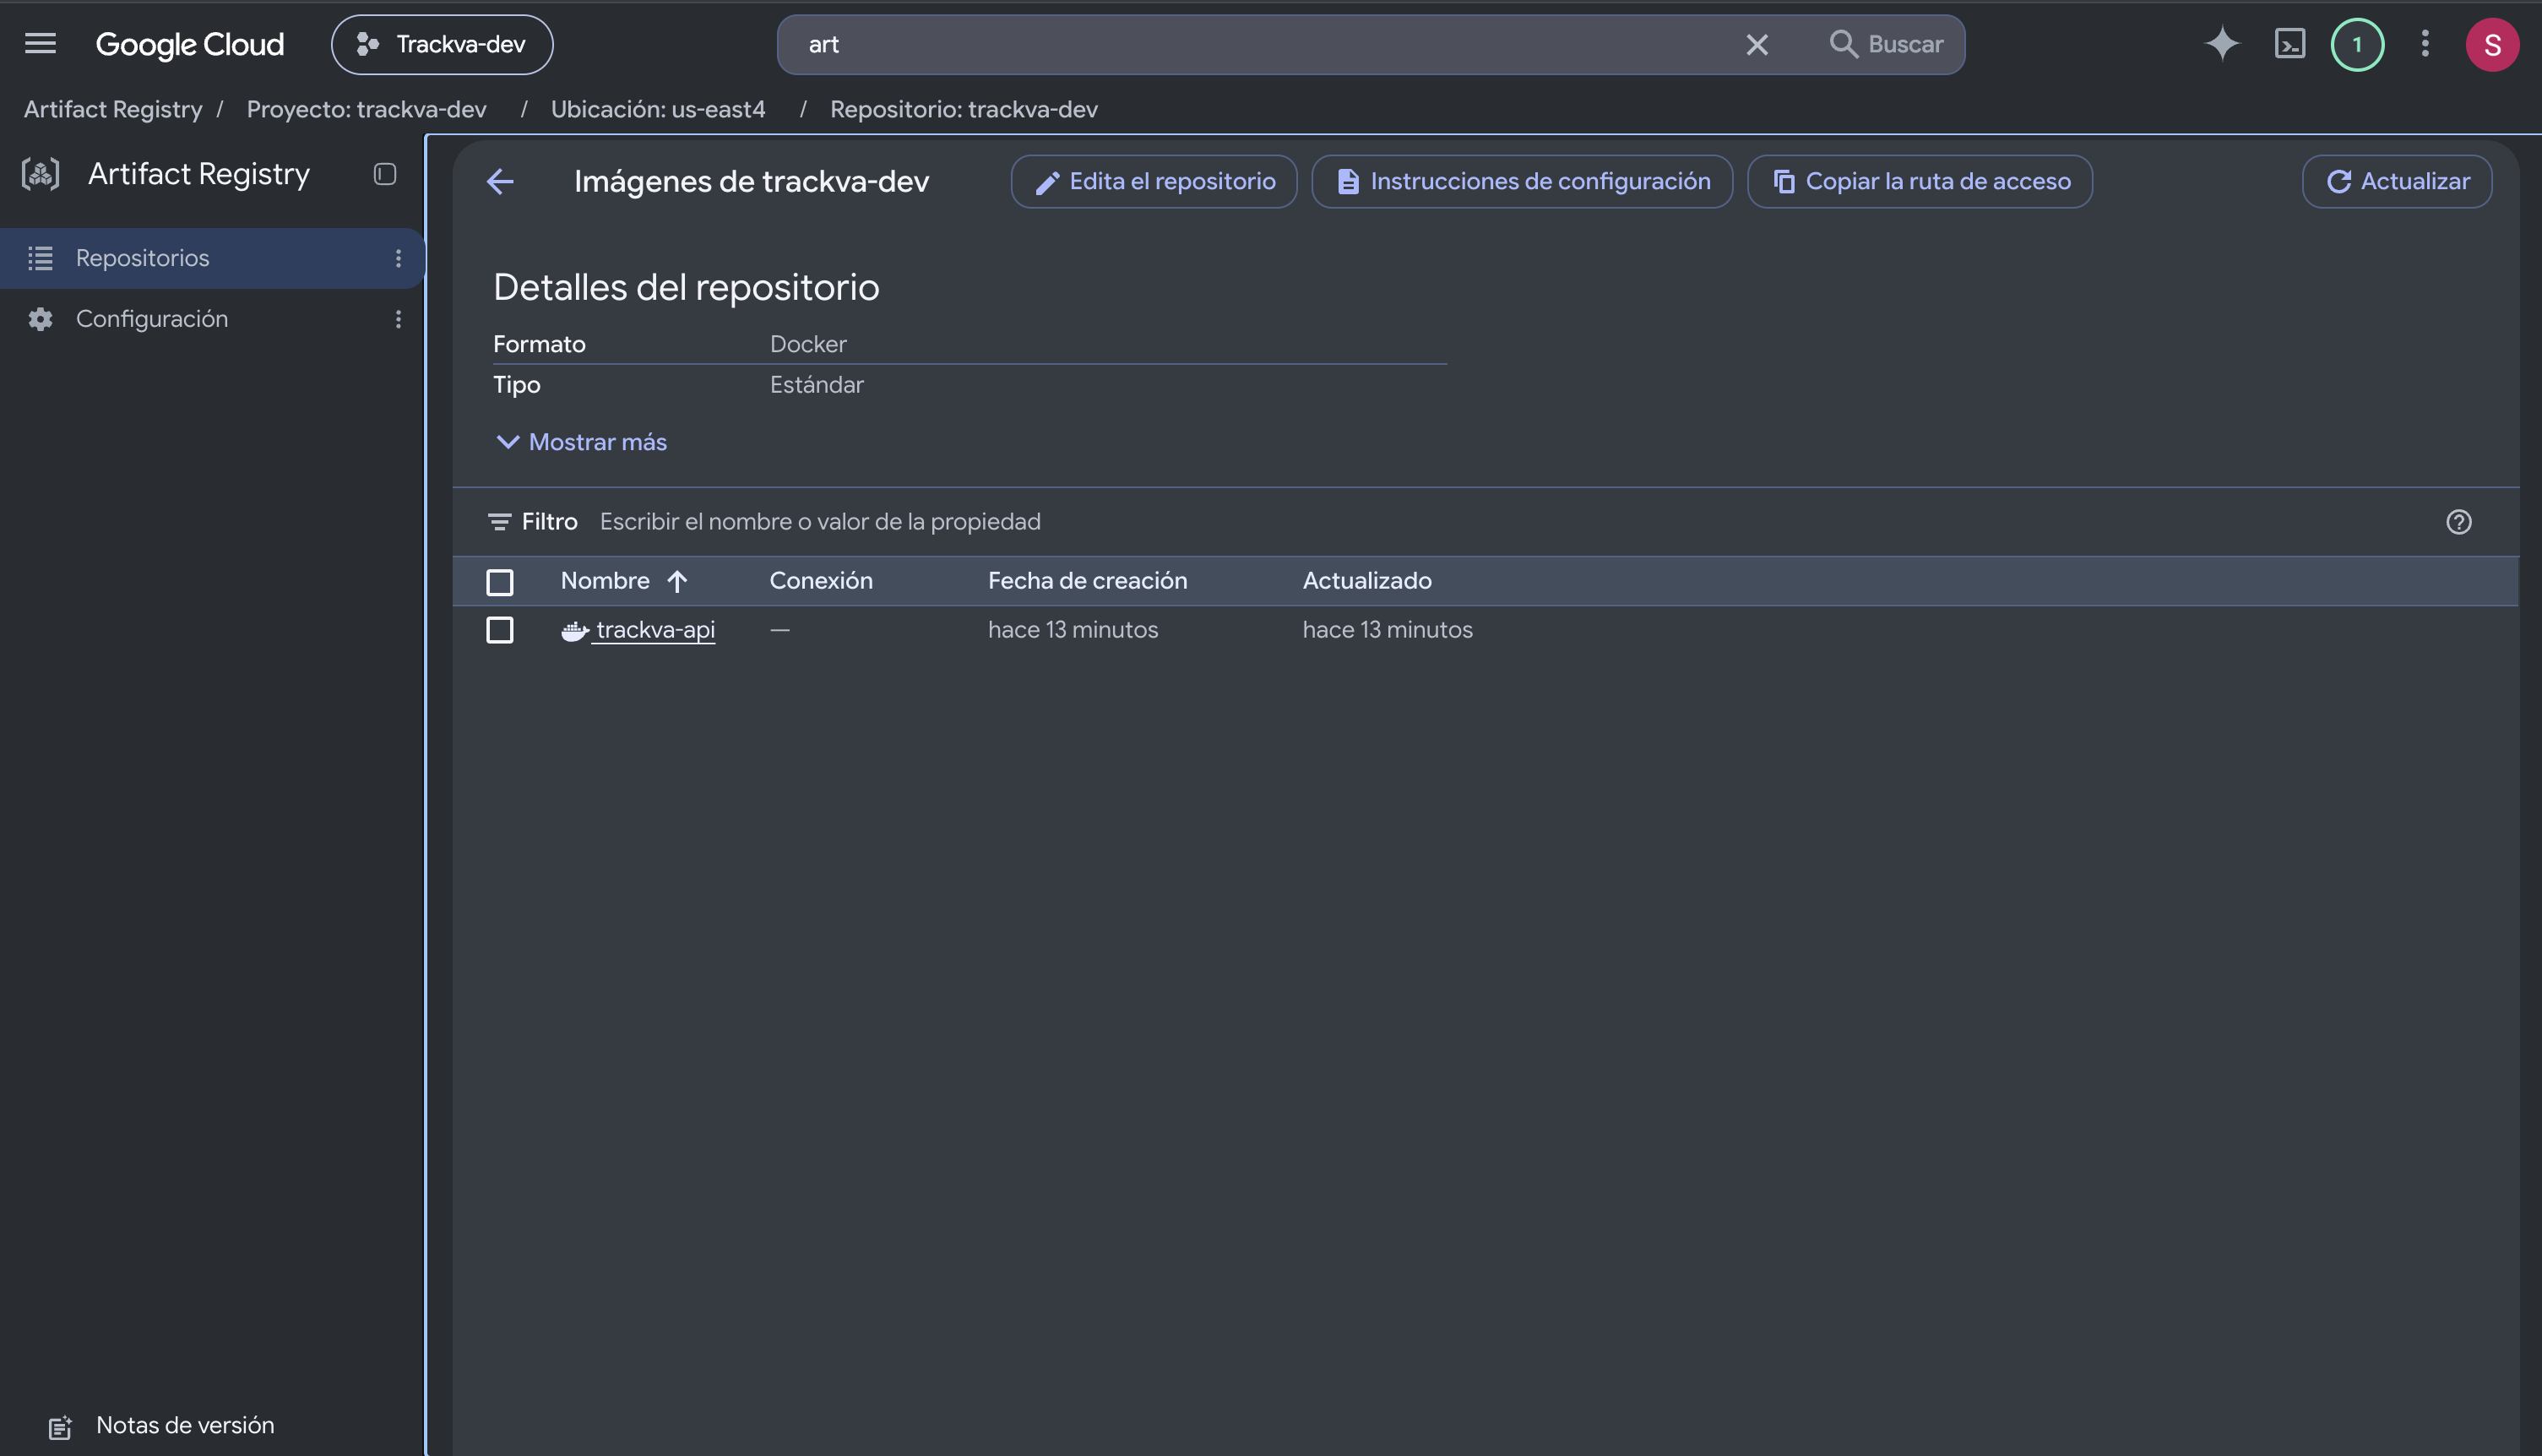 Google Cloud Trackva-dev art Buscar 1 S
Artifact Registry / Proyecto: trackva-dev / Ubicación: us-east4 / Repositorio: trackva-dev
Artifact Registry
Repositorios
Configuración
Notas de versión
Imágenes de trackva-dev Edita el repositorio Instrucciones de configuración Copiar la ruta de acceso Actualizar
Detalles del repositorio
Formato Docker
Tipo Estándar
Mostrar más
Filtro Escribir el nombre o valor de la propiedad
Nombre Conexión Fecha de creación Actualizado
trackva-api — hace 13 minutos hace 13 minutos